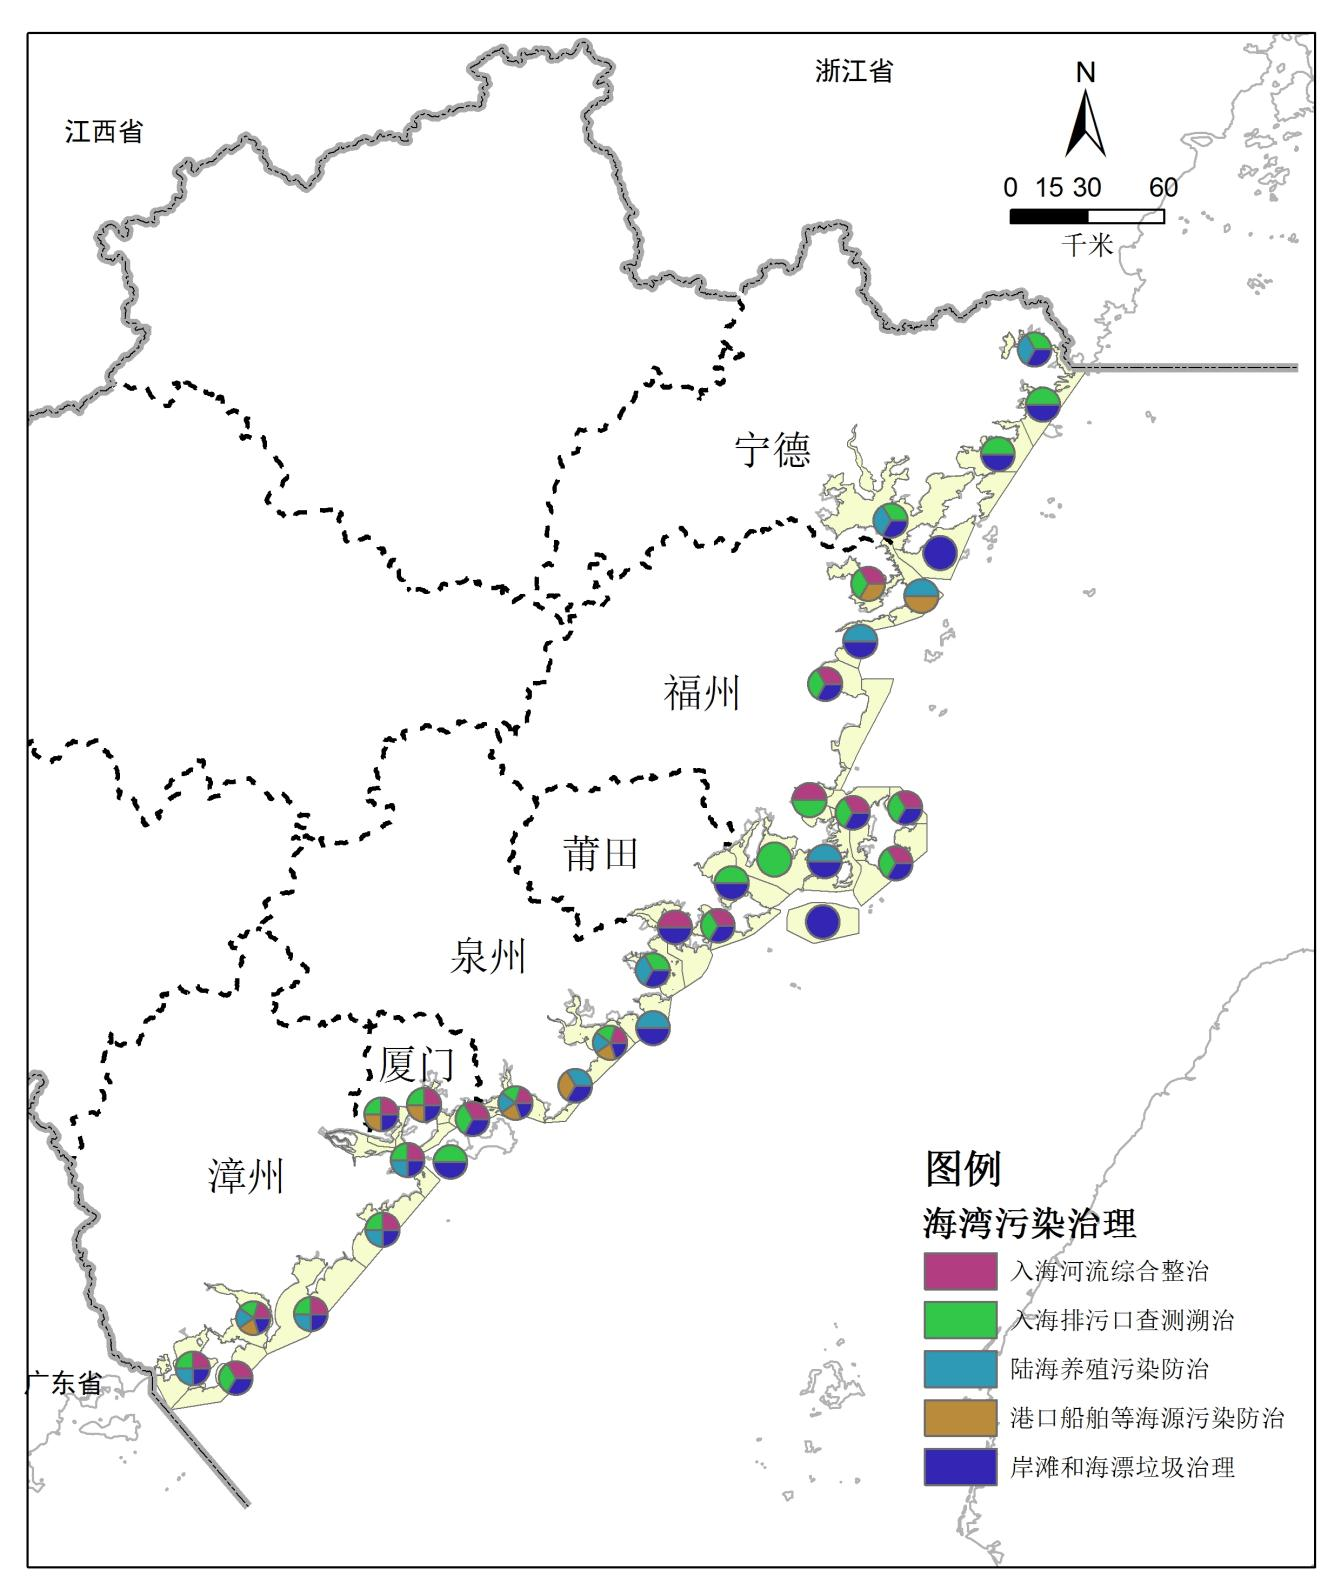 浙江省
江西省
N
0 15 30 60
千米
宁德
福州
莆田
泉州
厦门
漳州
广东省
图例
海湾污染治理
入海河流综合整治
入海排污口查测溯治
陆海养殖污染防治
港口船舶等海源污染防治
岸滩和海漂垃圾治理